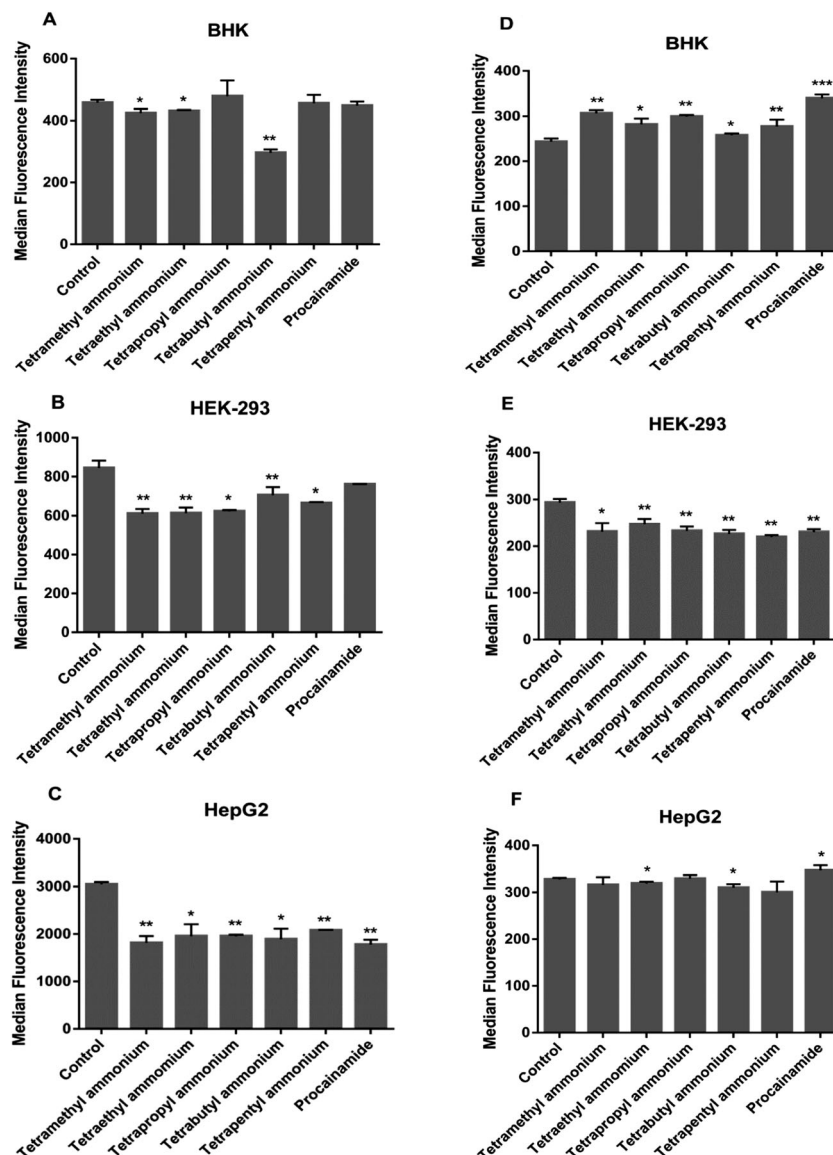 A
BHK
Median Fluorescence Intensity
600
400
200
0
*
*
**
Control
Tetramethyl ammonium
Tetraethyl ammonium
Tetrapropyl ammonium
Tetrabutyl ammonium
Tetrapentyl ammonium
Procainamide
D
BHK
Median Fluorescence Intensity
400
300
200
100
0
**
*
**
*
**
***
Control
Tetramethyl ammonium
Tetraethyl ammonium
Tetrapropyl ammonium
Tetrabutyl ammonium
Tetrapentyl ammonium
Procainamide
B
HEK-293
Median Fluorescence Intensity
1000
800
600
400
200
0
**
**
*
**
*
Control
Tetramethyl ammonium
Tetraethyl ammonium
Tetrapropyl ammonium
Tetrabutyl ammonium
Tetrapentyl ammonium
Procainamide
E
HEK-293
Median Fluorescence Intensity
400
300
200
100
0
*
**
**
**
**
**
Control
Tetramethyl ammonium
Tetraethyl ammonium
Tetrapropyl ammonium
Tetrabutyl ammonium
Tetrapentyl ammonium
Procainamide
C
HepG2
Median Fluorescence Intensity
4000
3000
2000
1000
0
**
*
**
*
**
**
Control
Tetramethyl ammonium
Tetraethyl ammonium
Tetrapropyl ammonium
Tetrabutyl ammonium
Tetrapentyl ammonium
Procainamide
F
HepG2
Median Fluorescence Intensity
400
300
200
100
0
*
*
*
Control
Tetramethyl ammonium
Tetraethyl ammonium
Tetrapropyl ammonium
Tetrabutyl ammonium
Tetrapentyl ammonium
Procainamide